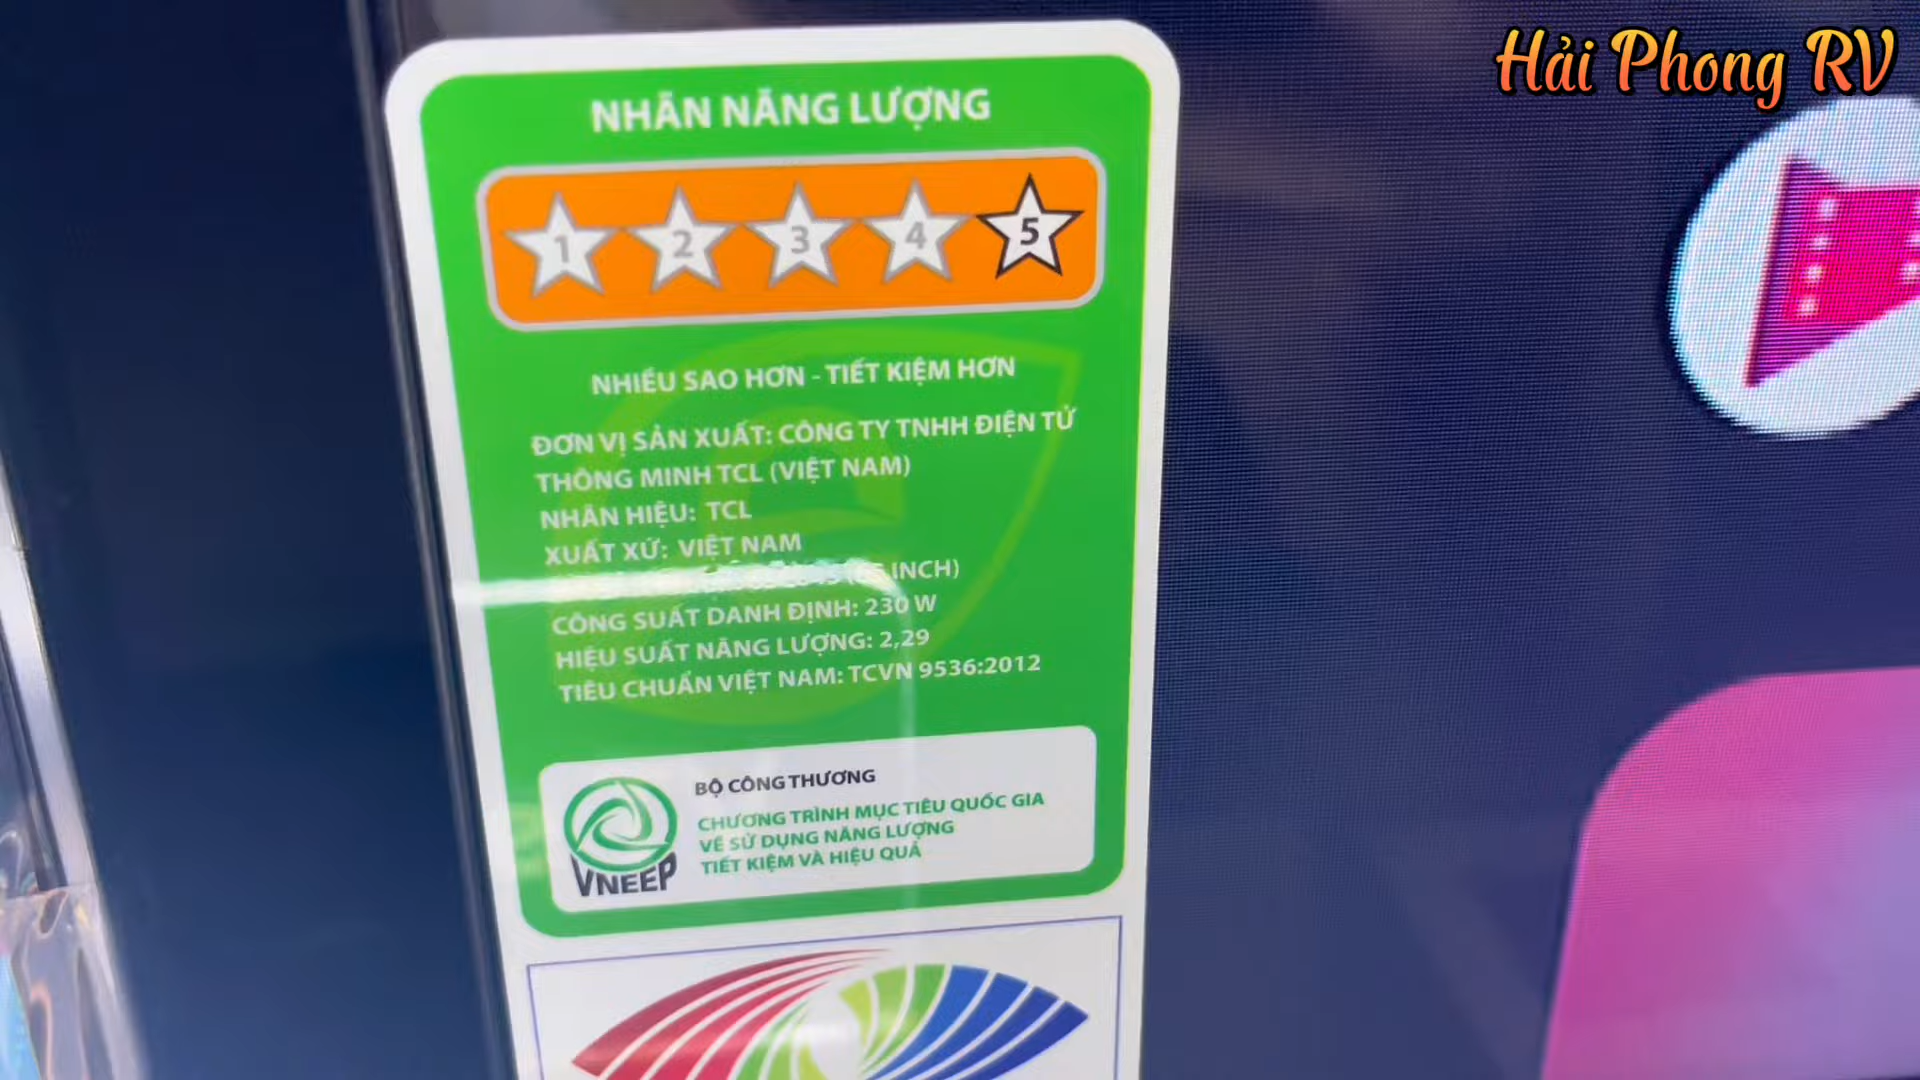 Hải Phong RV
NHÃN NĂNG LƯỢNG
1 2 3 4 5
NHIỀU SAO HƠN - TIẾT KIỆM HƠN
ĐƠN VỊ SẢN XUẤT: CÔNG TY TNHH ĐIỆN TỬ
THÔNG MINH TCL (VIỆT NAM)
NHÃN HIỆU: TCL
XUẤT XỨ: VIỆT NAM
INCH)
CÔNG SUẤT DANH ĐỊNH: 230 W
HIỆU SUẤT NĂNG LƯỢNG: 2,29
TIÊU CHUẨN VIỆT NAM: TCVN 9536:2012
BỘ CÔNG THƯƠNG
CHƯƠNG TRÌNH MỤC TIÊU QUỐC GIA
VỀ SỬ DỤNG NĂNG LƯỢNG
TIẾT KIỆM VÀ HIỆU QUẢ
VNEEP